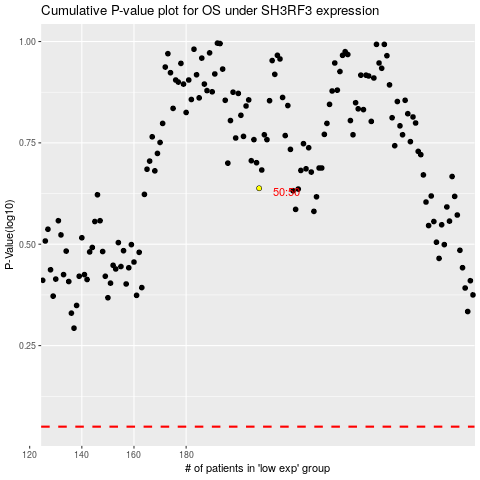 Cumulative P-value plot for OS under SH3RF3 expression
P-Value(log10)
1.00
0.75
0.50
0.25
50:50
120 140 160 180
# of patients in 'low exp' group